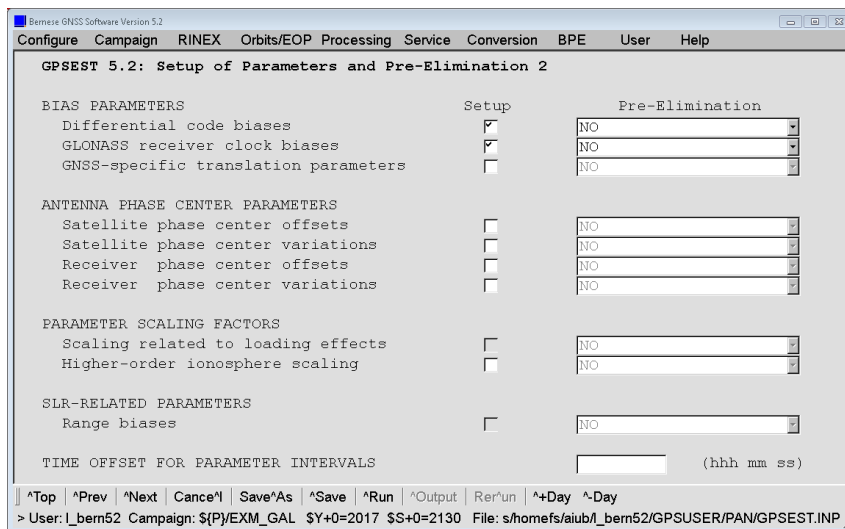 Bernese GNSS Software Version 5.2
Configure Campaign RINEX Orbits/EOP Processing Service Conversion BPE User Help
GPSEST 5.2: Setup of Parameters and Pre-Elimination 2
BIAS PARAMETERS Setup Pre-Elimination
Differential code biases NO
GLONASS receiver clock biases NO
GNSS-specific translation parameters NO
ANTENNA PHASE CENTER PARAMETERS
Satellite phase center offsets NO
Satellite phase center variations NO
Receiver phase center offsets NO
Receiver phase center variations NO
PARAMETER SCALING FACTORS
Scaling related to loading effects NO
Higher-order ionosphere scaling NO
SLR-RELATED PARAMETERS
Range biases NO
TIME OFFSET FOR PARAMETER INTERVALS (hhh mm ss)
^Top ^Prev ^Next Cance^l Save^As ^Save ^Run ^Output Rer^un ^+Day ^-Day
> User: l_bern52 Campaign: ${P}/EXM_GAL $Y+0=2017 $S+0=2130 File: s/homefs/aiub/l_bern52/GPSUSER/PAN/GPSEST.INP